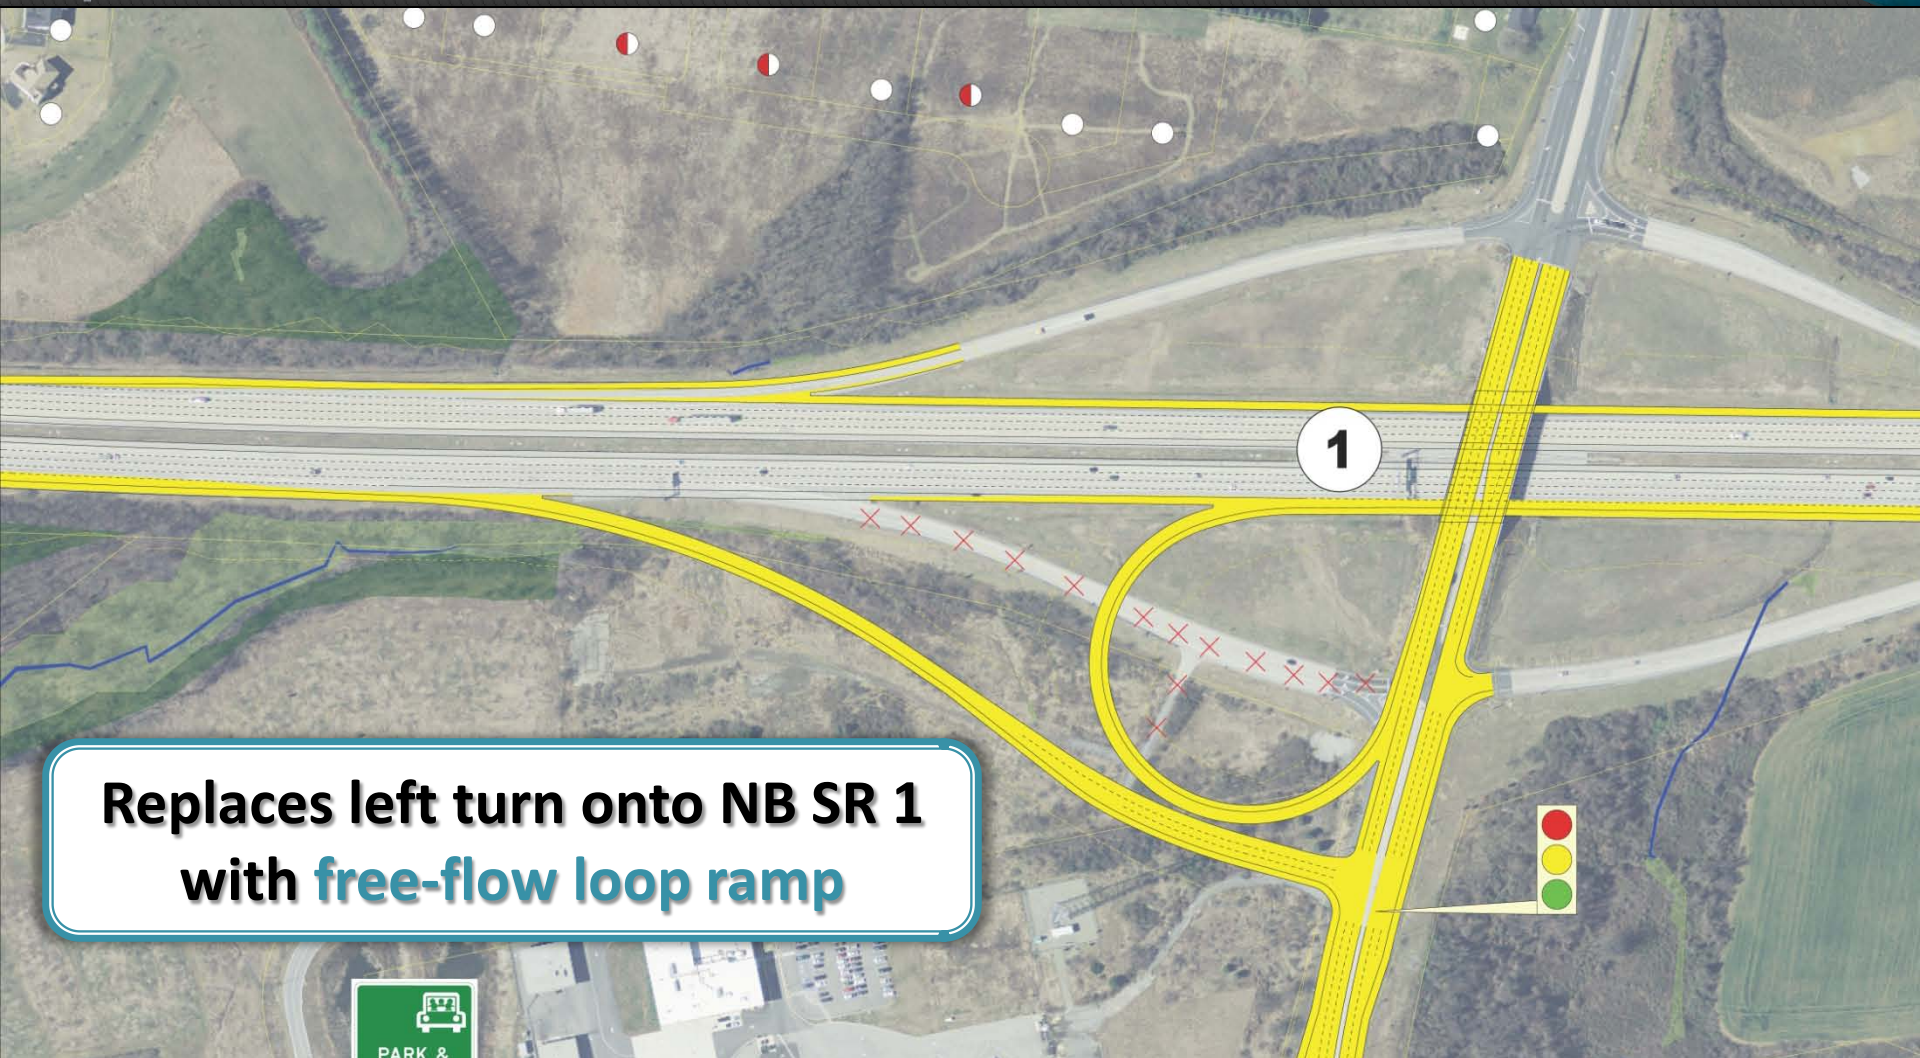 1
Replaces left turn onto NB SR 1
with free-flow loop ramp
PARK &